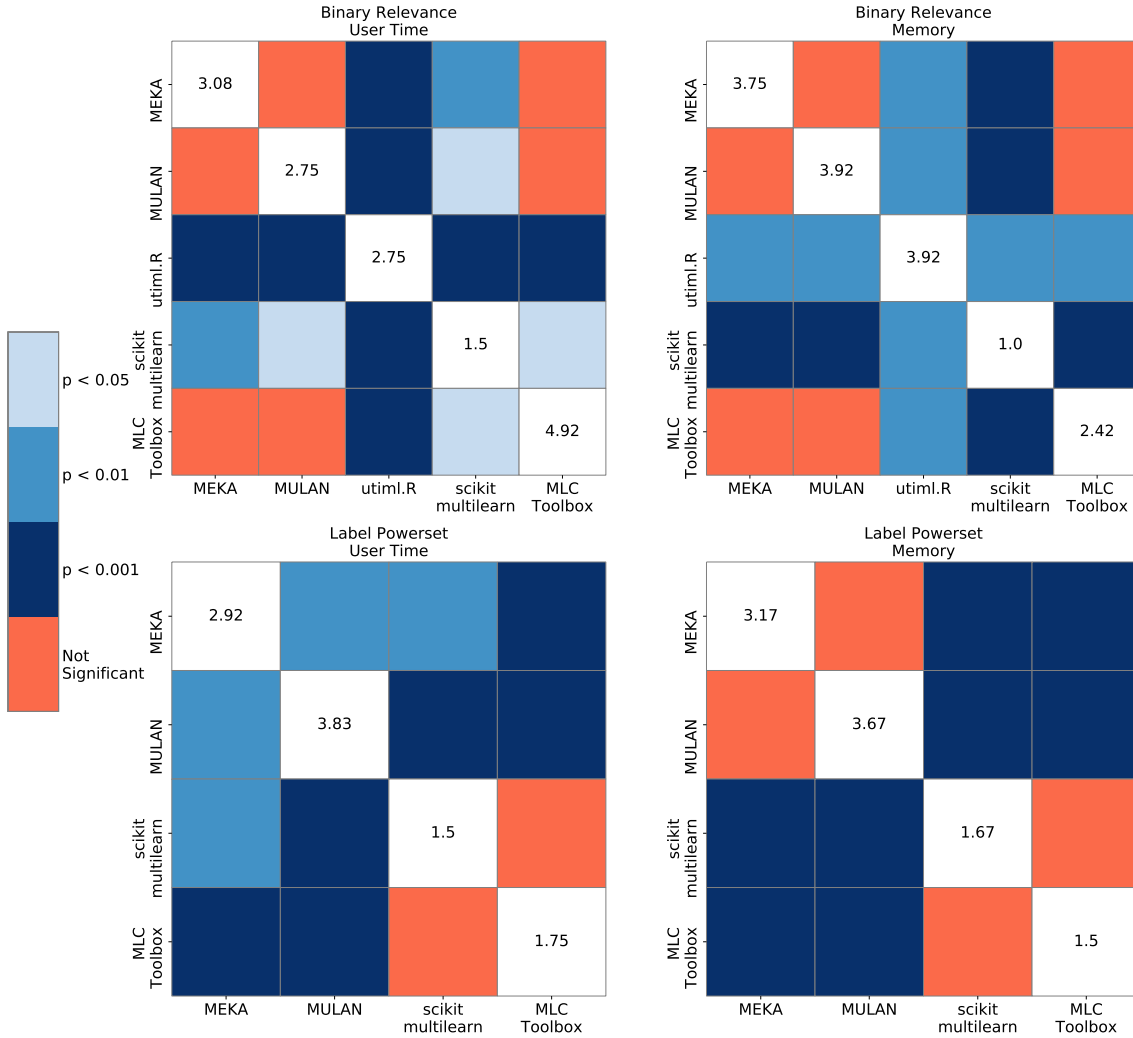 Binary Relevance
User Time
MEKA
3.08
MULAN
2.75
utiml.R
2.75
scikit
multilearn
1.5
MLC
Toolbox
4.92
MEKA
MULAN
utiml.R
scikit
multilearn
MLC
Toolbox
Binary Relevance
Memory
MEKA
3.75
MULAN
3.92
utiml.R
3.92
scikit
multilearn
1.0
MLC
Toolbox
2.42
MEKA
MULAN
utiml.R
scikit
multilearn
MLC
Toolbox
p < 0.05
p < 0.01
p < 0.001
Not
Significant
Label Powerset
User Time
MEKA
2.92
MULAN
3.83
scikit
multilearn
1.5
MLC
Toolbox
1.75
MEKA
MULAN
scikit
multilearn
MLC
Toolbox
Label Powerset
Memory
MEKA
3.17
MULAN
3.67
scikit
multilearn
1.67
MLC
Toolbox
1.5
MEKA
MULAN
scikit
multilearn
MLC
Toolbox